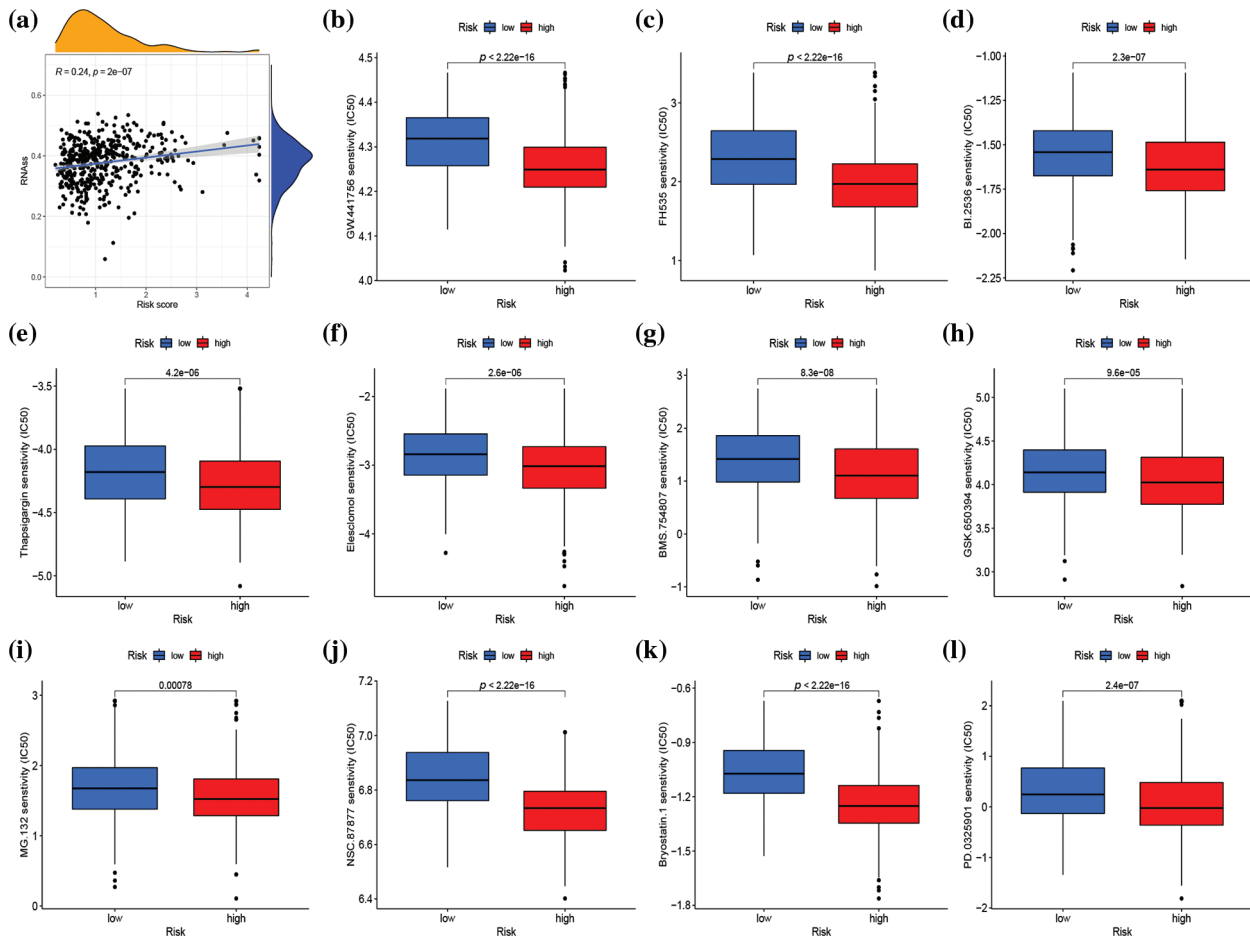 (a)
R = 0.24, p = 2e−07
0.6
0.4
0.2
0.0
RNAss
1
2
3
4
Risk score
(b)
Risk low high
p < 2.22e−16
4.5
4.4
4.3
4.2
4.1
4.0
GW.441756 senstivity (IC50)
low
high
Risk
(c)
Risk low high
p < 2.22e−16
3
2
1
FH535 senstivity (IC50)
low
high
Risk
(d)
Risk low high
2.3e−07
−1.00
−1.25
−1.50
−1.75
−2.00
−2.25
BI.2536 senstivity (IC50)
low
high
Risk
(e)
Risk low high
4.2e−06
−3.5
−4.0
−4.5
−5.0
Thapsigargin senstivity (IC50)
low
high
Risk
(f)
Risk low high
2.6e−06
−2
−3
−4
Elesclomol senstivity (IC50)
low
high
Risk
(g)
Risk low high
8.3e−08
3
2
1
0
−1
BMS.754807 senstivity (IC50)
low
high
Risk
(h)
Risk low high
9.6e−05
5.0
4.5
4.0
3.5
3.0
GSK.650394 senstivity (IC50)
low
high
Risk
(i)
Risk low high
0.00078
3
2
1
0
MG.132 senstivity (IC50)
low
high
Risk
(j)
Risk low high
p < 2.22e−16
7.2
7.0
6.8
6.6
6.4
NSC.87877 senstivity (IC50)
low
high
Risk
(k)
Risk low high
p < 2.22e−16
−0.6
−0.9
−1.2
−1.5
−1.8
Bryostatin.1 senstivity (IC50)
low
high
Risk
(l)
Risk low high
2.4e−07
2
1
0
−1
−2
PD.0325901 senstivity (IC50)
low
high
Risk